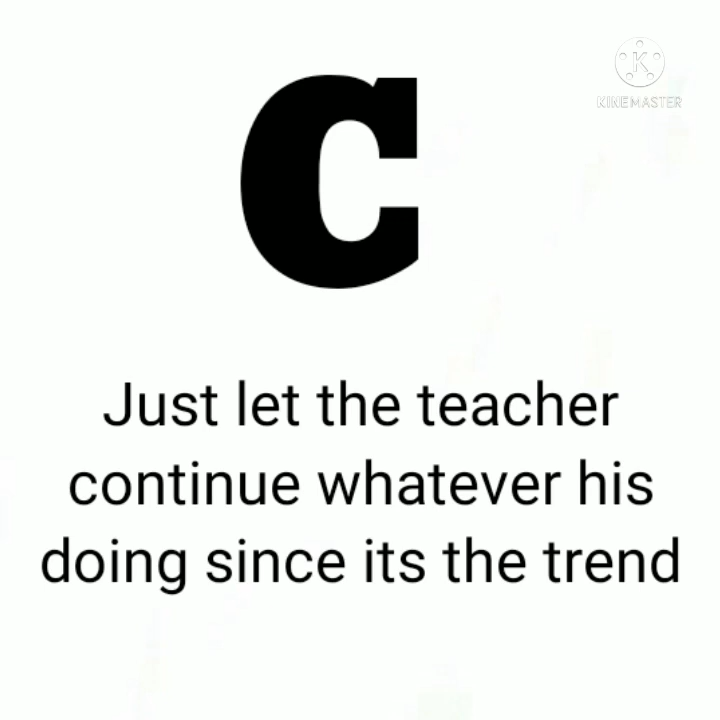 C
KINEMASTER
Just let the teacher
continue whatever his
doing since its the trend